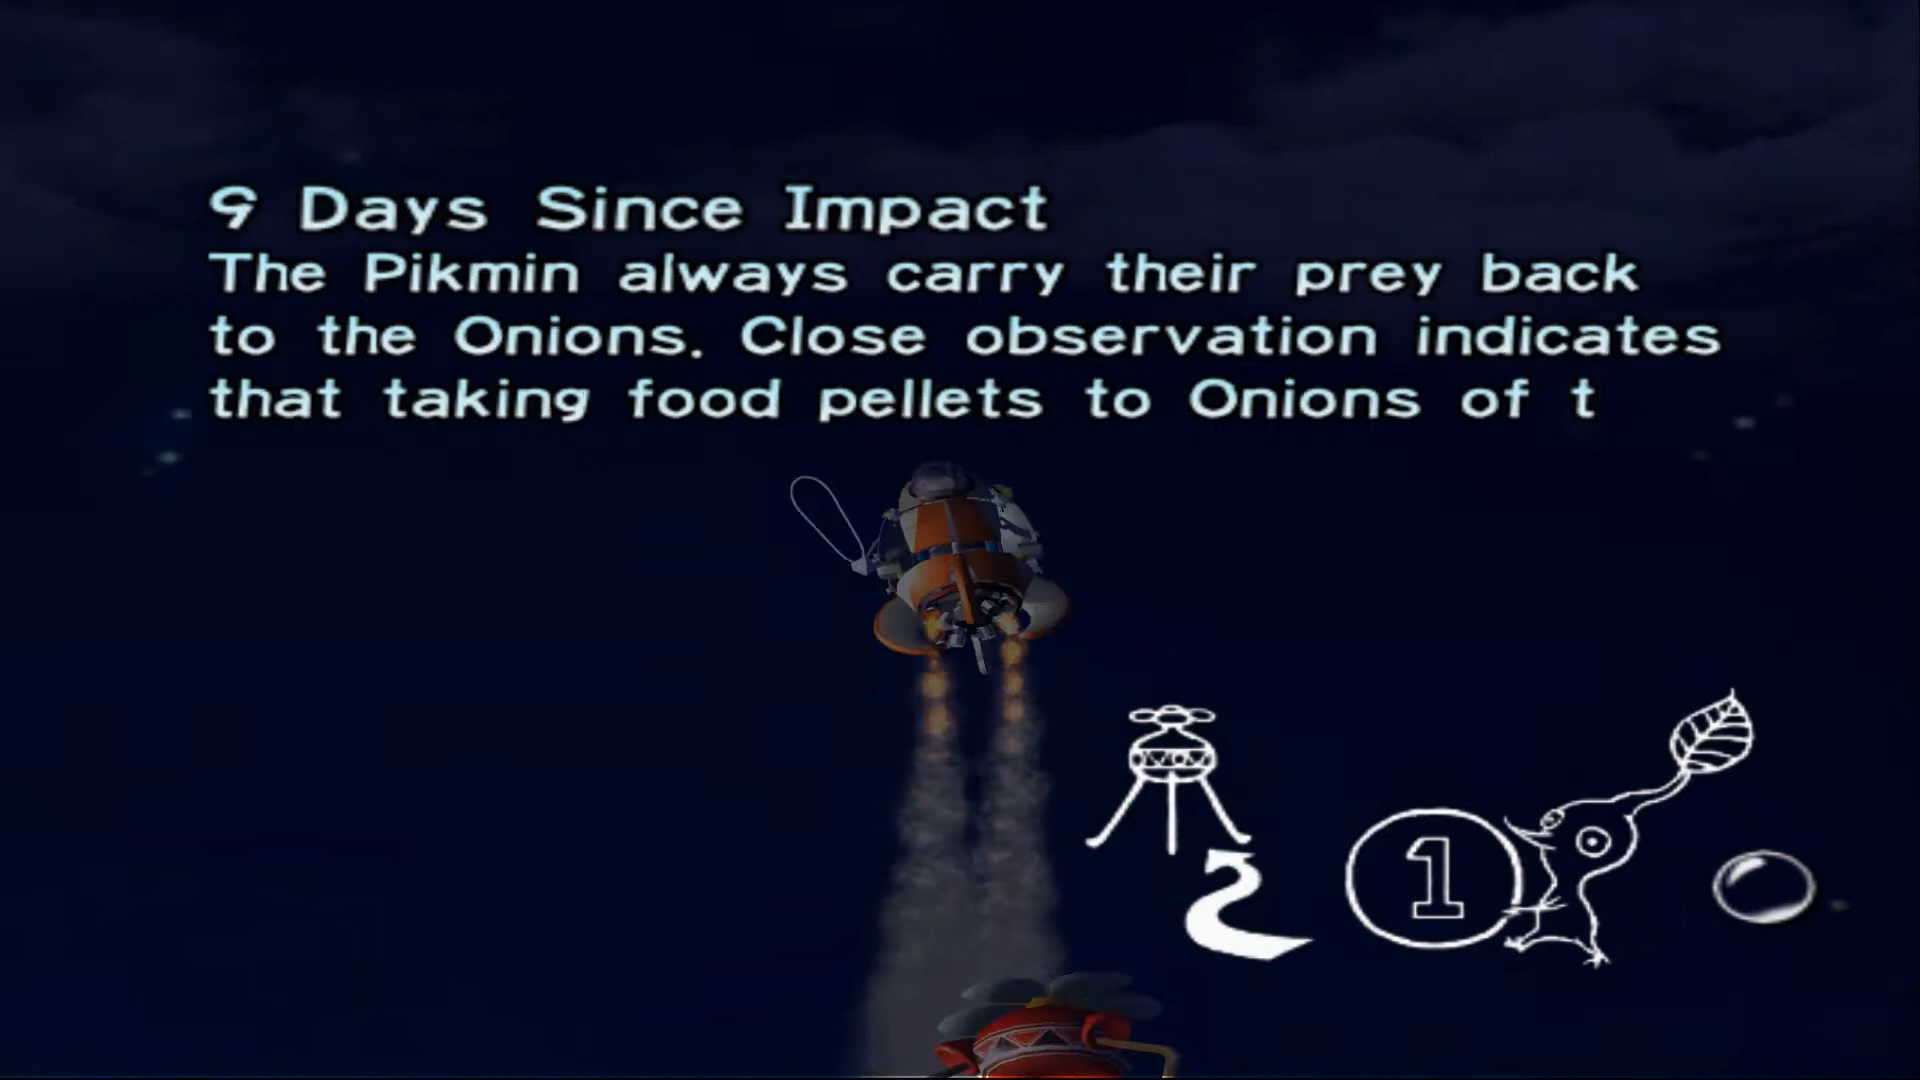 9 Days Since Impact
The Pikmin always carry their prey back
to the Onions. Close observation indicates
that taking food pellets to Onions of t
1